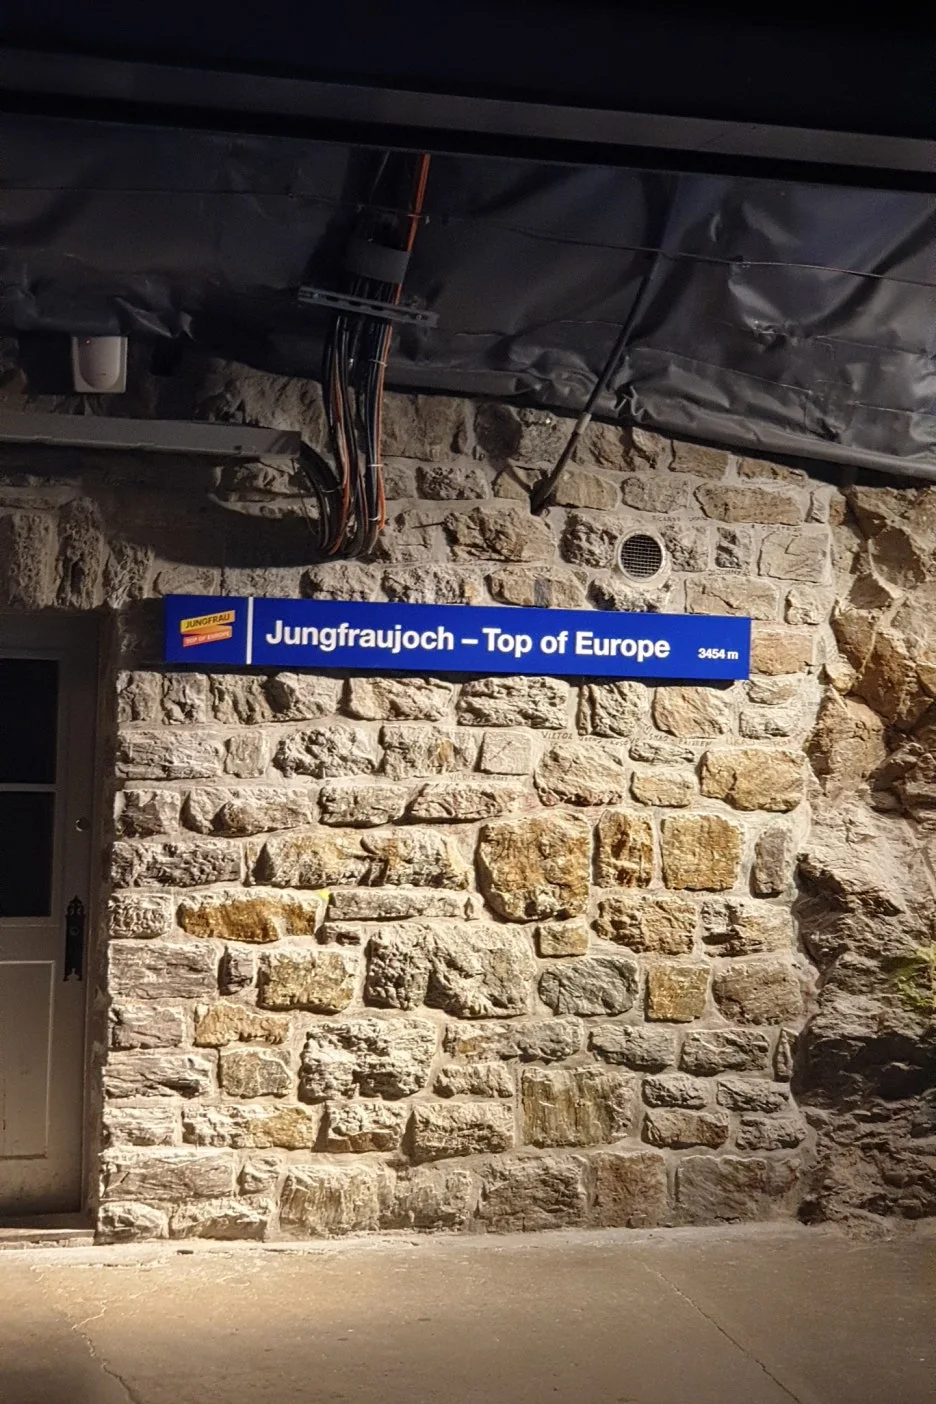 JUNGFRAU
TOP OF EUROPE
Jungfraujoch – Top of Europe
3454 m